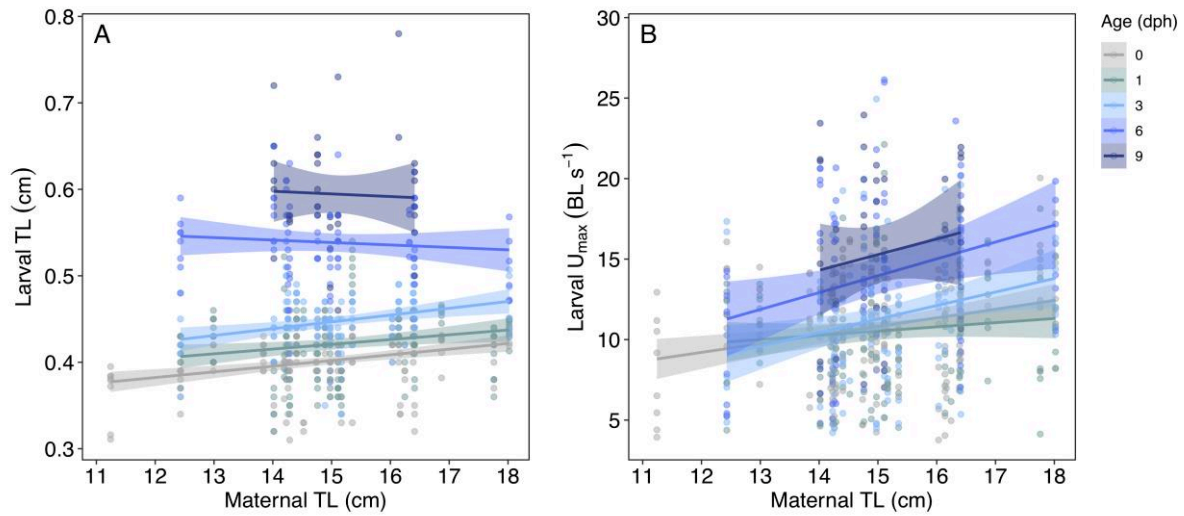 A
0.8
0.7
0.6
0.5
0.4
0.3
Larval TL (cm)
11 12 13 14 15 16 17 18
Maternal TL (cm)
B
30
25
20
15
10
5
Larval Umax (BL s−1)
11 12 13 14 15 16 17 18
Maternal TL (cm)
Age (dph)
0
1
3
6
9